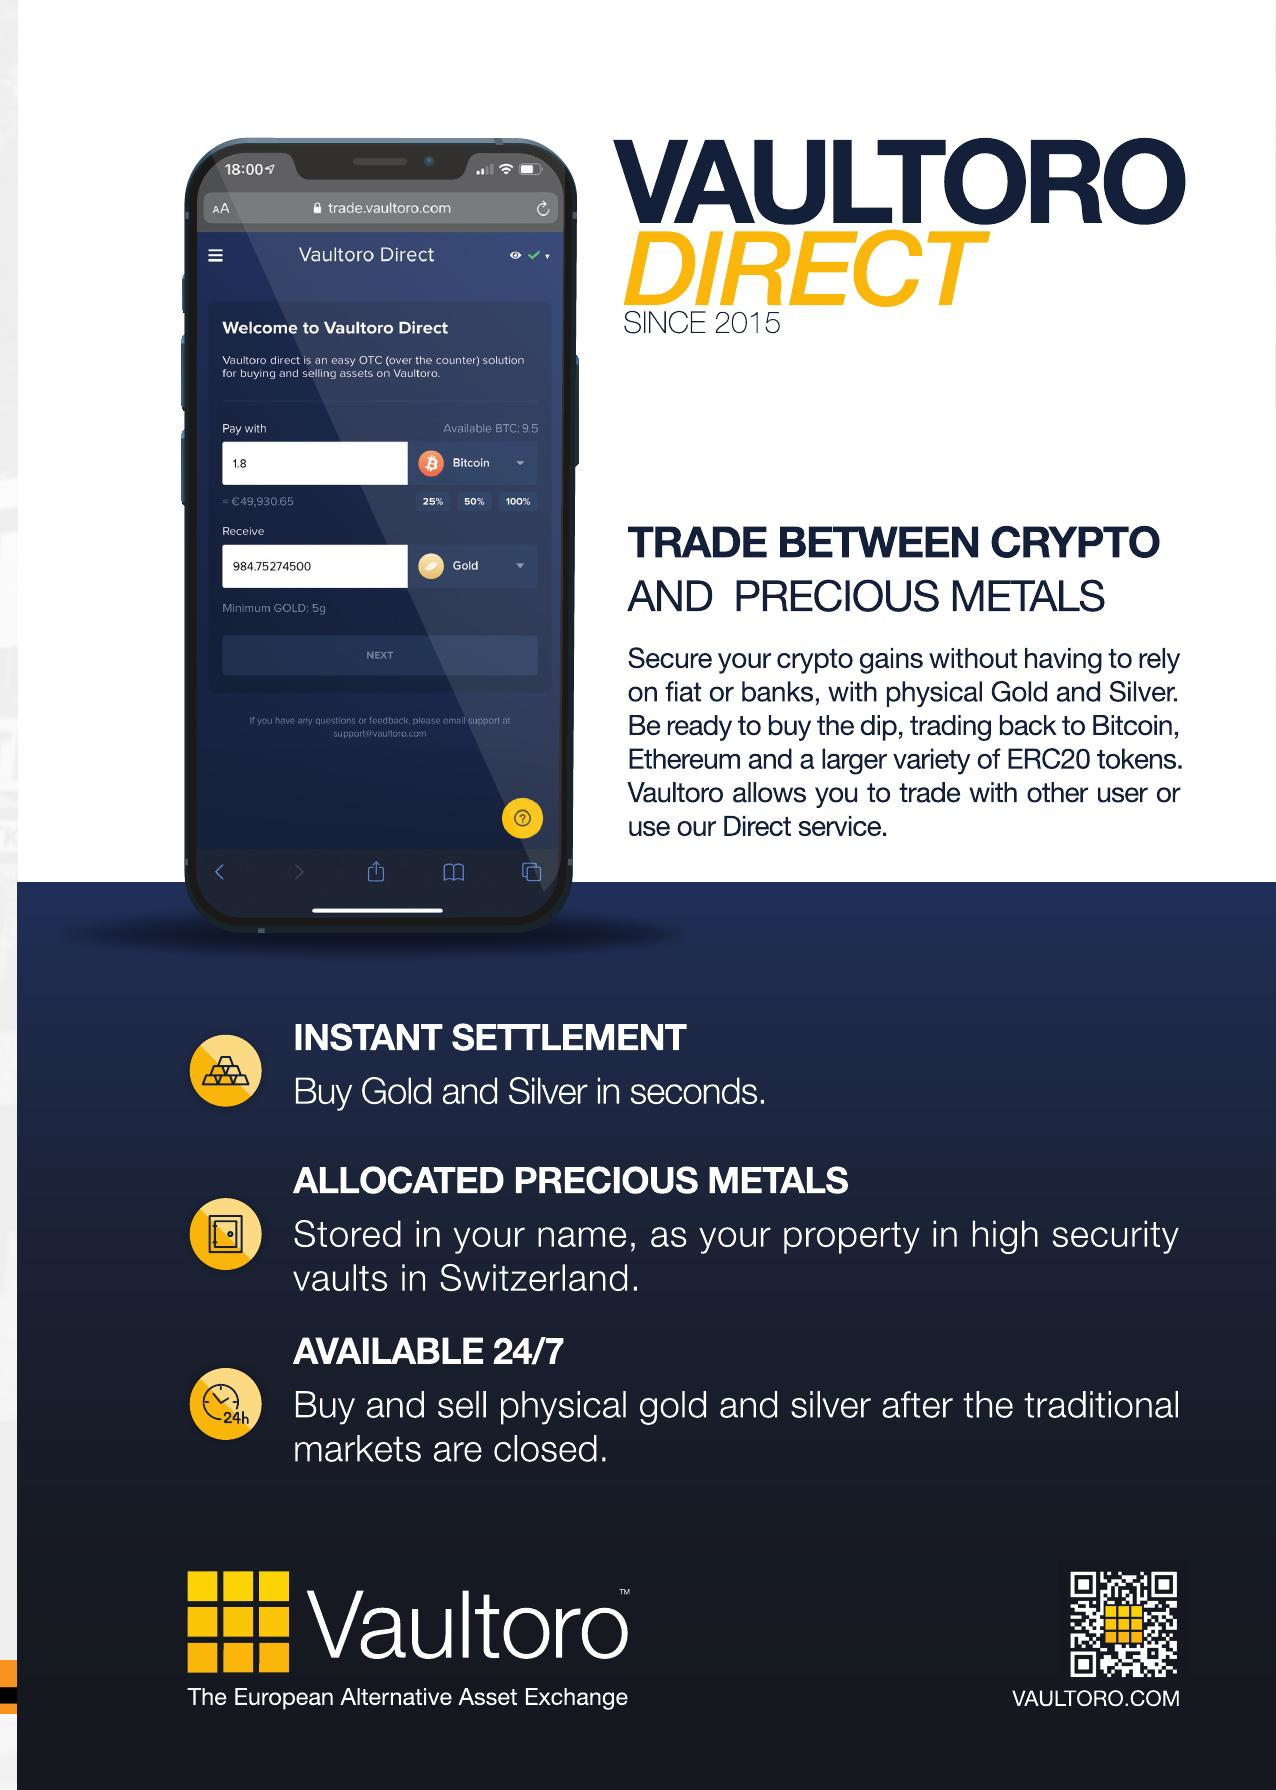 18:00
AA
trade.vaultoro.com
Vaultoro Direct
Welcome to Vaultoro Direct
Vaultoro direct is an easy OTC (over the counter) solution
for buying and selling assets on Vaultoro.
Pay with
Available BTC: 9.5
1.8
Bitcoin
≈ €49,930.65
25%
50%
100%
Receive
984.75274500
Gold
Minimum GOLD: 5g
NEXT
If you have any questions or feedback, please email support at
support@vaultoro.com
VAULTORO
DIRECT
SINCE 2015
TRADE BETWEEN CRYPTO
AND PRECIOUS METALS
Secure your crypto gains without having to rely
on fiat or banks, with physical Gold and Silver.
Be ready to buy the dip, trading back to Bitcoin,
Ethereum and a larger variety of ERC20 tokens.
Vaultoro allows you to trade with other user or
use our Direct service.
INSTANT SETTLEMENT
Buy Gold and Silver in seconds.
ALLOCATED PRECIOUS METALS
Stored in your name, as your property in high security
vaults in Switzerland.
24h
AVAILABLE 24/7
Buy and sell physical gold and silver after the traditional
markets are closed.
Vaultoro™
The European Alternative Asset Exchange
VAULTORO.COM